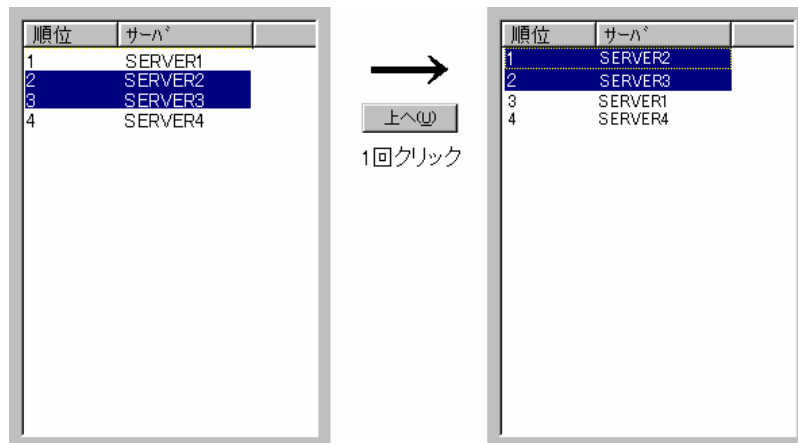 順位 サーバ
1 SERVER1
2 SERVER2
3 SERVER3
4 SERVER4
→
上へ(U)
1回クリック
順位 サーバ
1 SERVER2
2 SERVER3
3 SERVER1
4 SERVER4